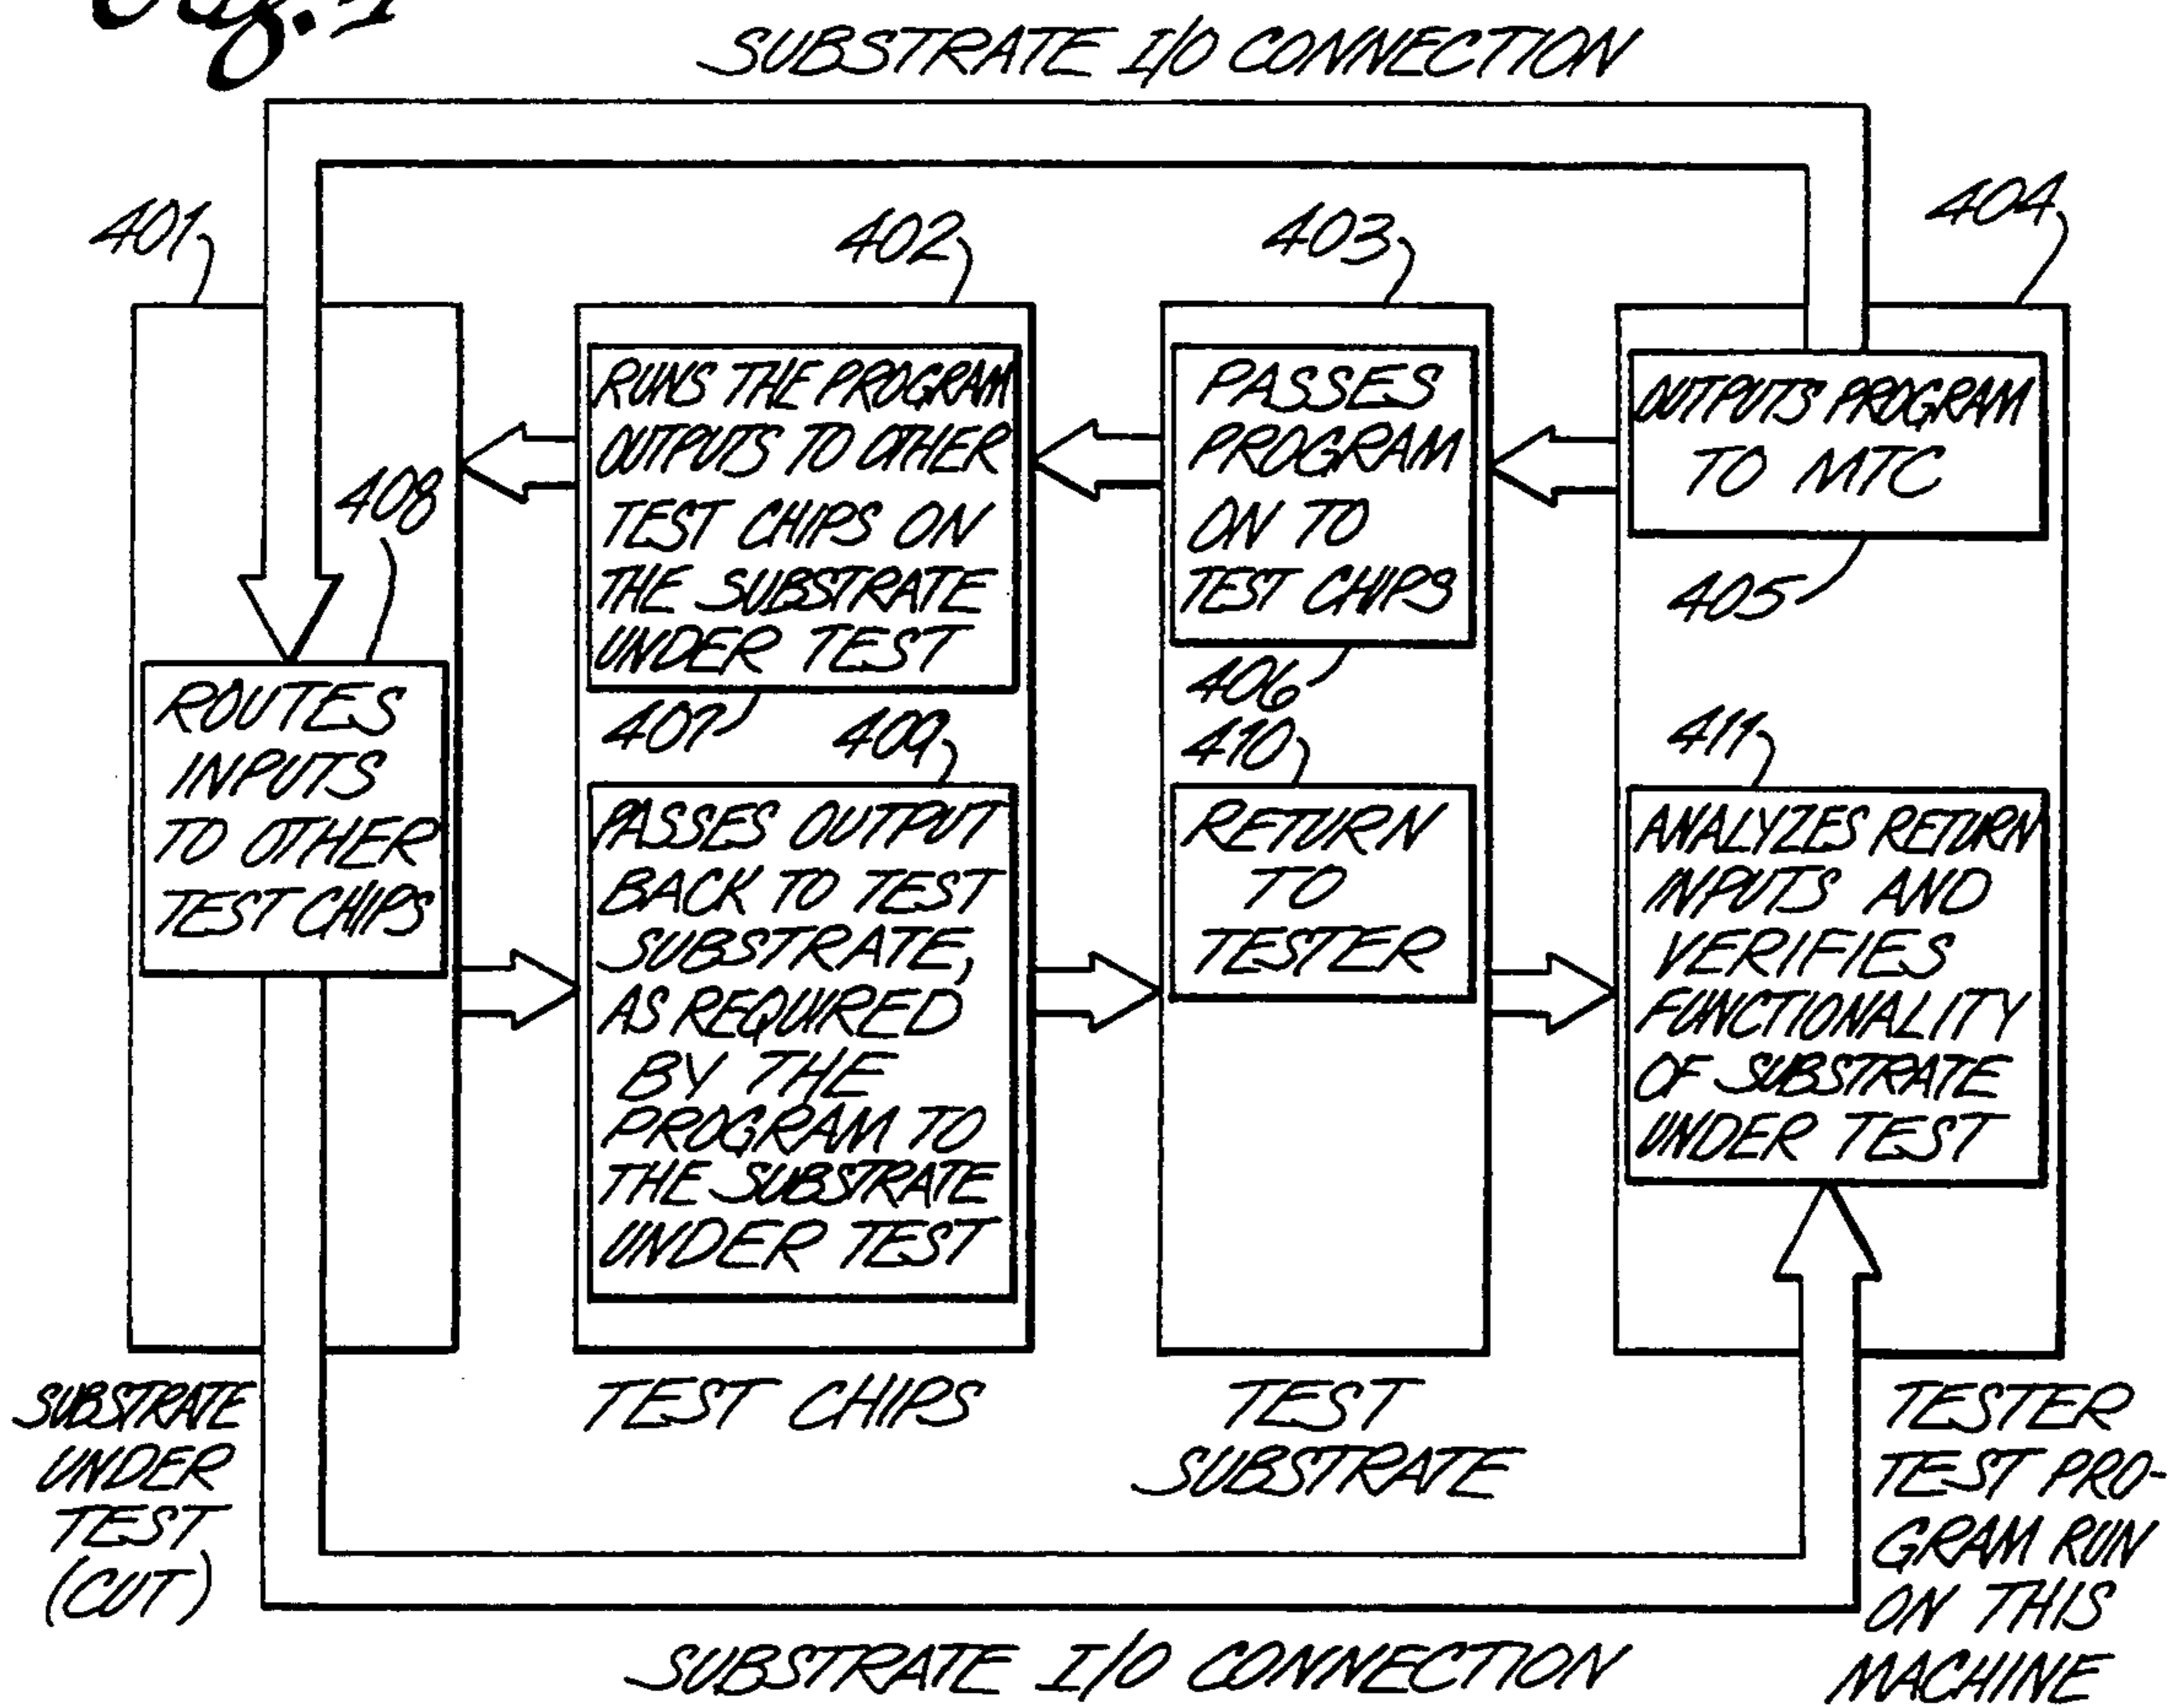 SUBSTRATE I/O CONNECTION
401
402
403
404
RUNS THE PROGRAM
OUTPUTS TO OTHER
TEST CHIPS ON
THE SUBSTRATE
UNDER TEST
407
PASSES
PROGRAM
ON TO
TEST CHIPS
406
OUTPUTS PROGRAM
TO MTC
405
408
ROUTES
INPUTS
TO OTHER
TEST CHIPS
409
PASSES OUTPUT
BACK TO TEST
SUBSTRATE,
AS REQUIRED
BY THE
PROGRAM TO
THE SUBSTRATE
UNDER TEST
410
RETURN
TO
TESTER
411
ANALYZES RETURN
INPUTS AND
VERIFIES
FUNCTIONALITY
OF SUBSTRATE
UNDER TEST
SUBSTRATE
UNDER
TEST
(CUT)
TEST CHIPS
TEST
SUBSTRATE
TESTER
TEST PRO-
GRAM RUN
ON THIS
MACHINE
SUBSTRATE I/O CONNECTION